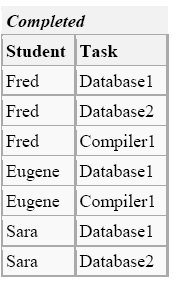 Completed
Student Task
Fred Database1
Fred Database2
Fred Compiler1
Eugene Database1
Eugene Compiler1
Sara Database1
Sara Database2